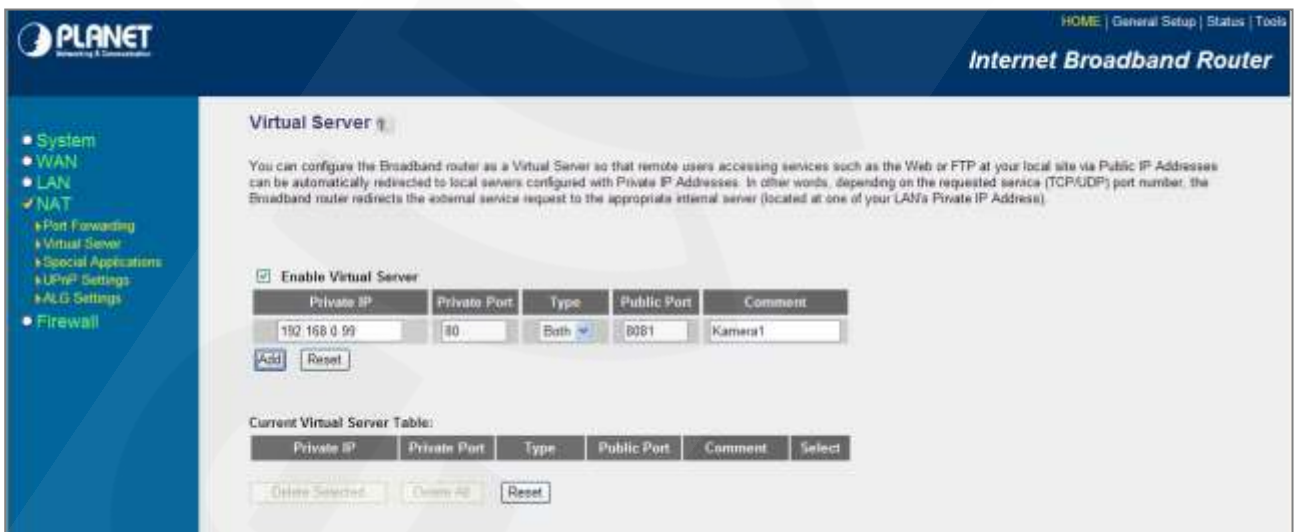 PLANET
Networking & Communication
HOME | General Setup | Status | Tools
Internet Broadband Router
System
WAN
LAN
NAT
Port Forwarding
Virtual Server
Special Applications
UPnP Settings
ALG Settings
Firewall
Virtual Server
You can configure the Broadband router as a Virtual Server so that remote users accessing services such as the Web or FTP at your local site via Public IP Addresses
can be automatically redirected to local servers configured with Private IP Addresses. In other words, depending on the requested service (TCP/UDP) port number, the
Broadband router redirects the external service request to the appropriate internal server (located at one of your LAN's Private IP Address).
Enable Virtual Server
Private IP Private Port Type Public Port Comment
192.168.0.99 80 Both 8081 Kamera1
Add Reset
Current Virtual Server Table:
Private IP Private Port Type Public Port Comment Select
Delete Selected Delete All Reset